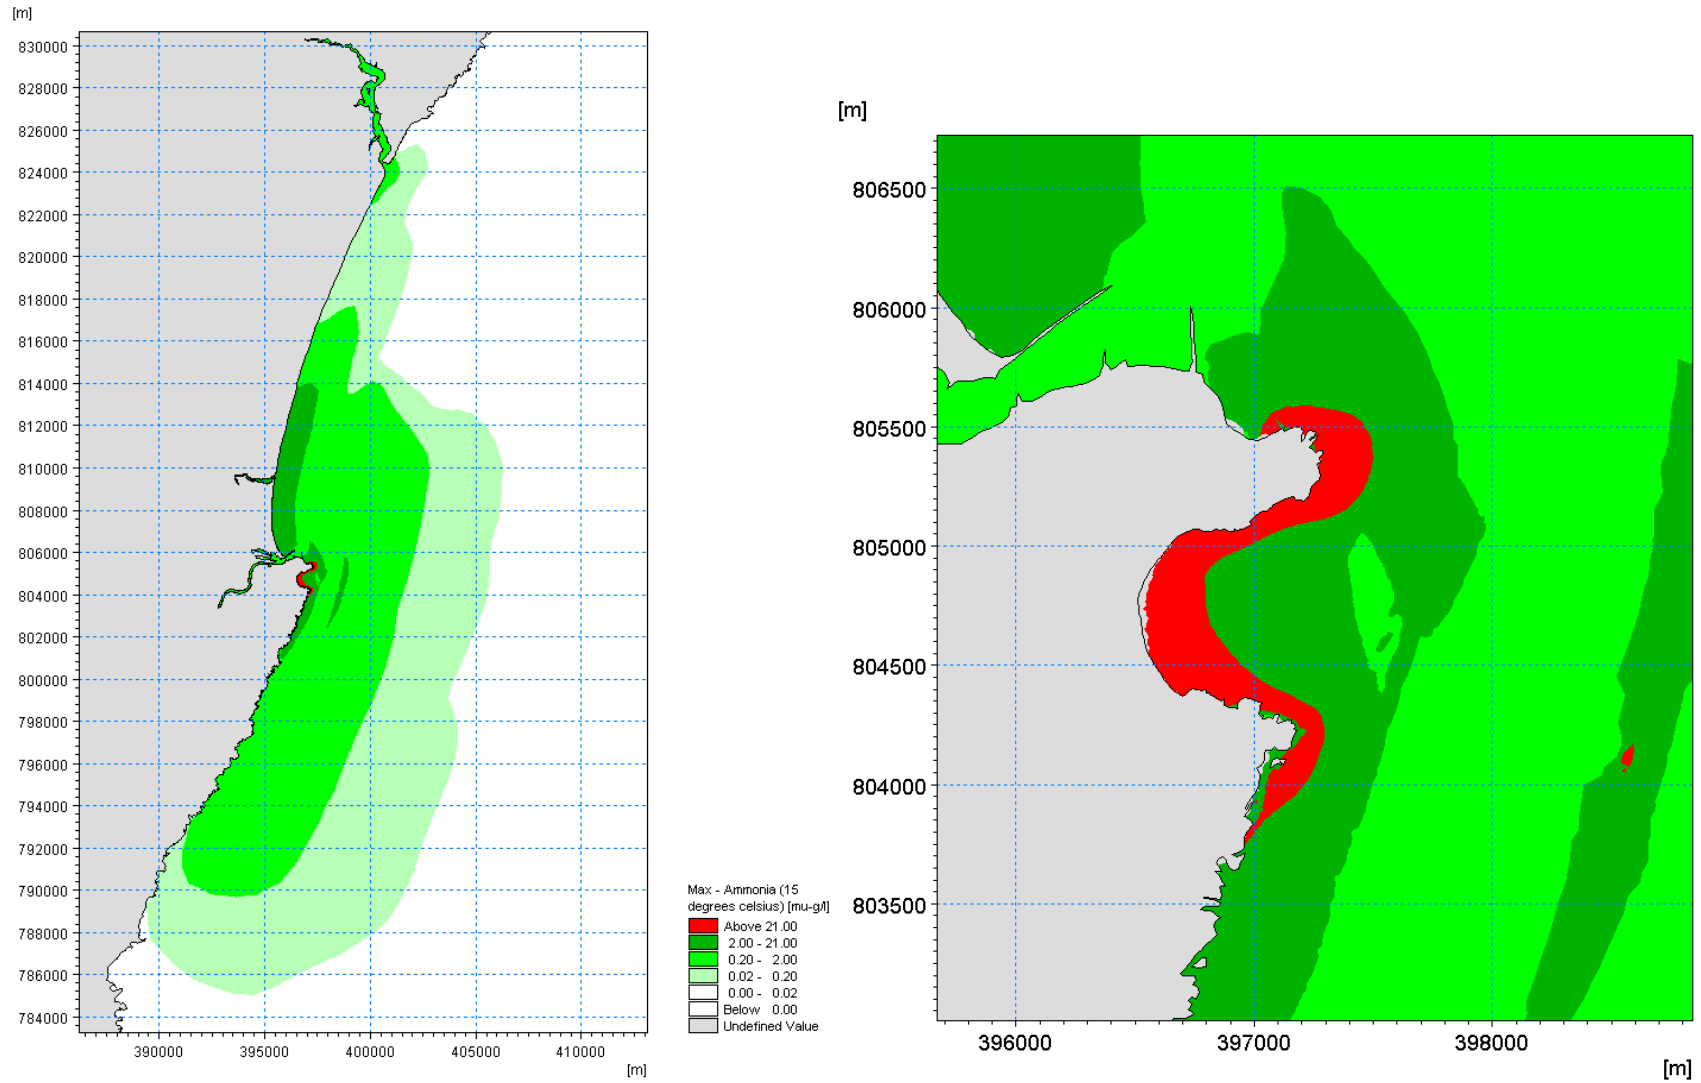 [m]
830000
828000
826000
824000
822000
820000
818000
816000
814000
812000
810000
808000
806000
804000
802000
800000
798000
796000
794000
792000
790000
788000
786000
784000
390000 395000 400000 405000 410000
[m]
Max - Ammonia (15
degrees celsius) [mu-g/l]
Above 21.00
2.00 - 21.00
0.20 - 2.00
0.02 - 0.20
0.00 - 0.02
Below 0.00
Undefined Value
[m]
806500
806000
805500
805000
804500
804000
803500
396000 397000 398000
[m]